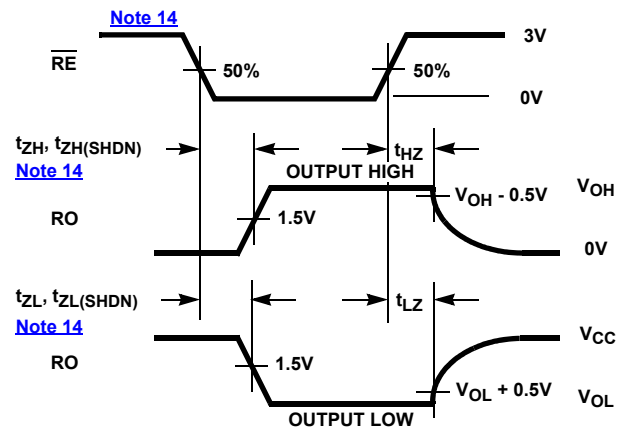 Note 14
RE
3V
50%
50%
0V
tZH, tZH(SHDN)
Note 14
tHZ
OUTPUT HIGH
VOH - 0.5V
VOH
RO
1.5V
0V
tZL, tZL(SHDN)
Note 14
tLZ
VCC
RO
1.5V
VOL + 0.5V
VOL
OUTPUT LOW